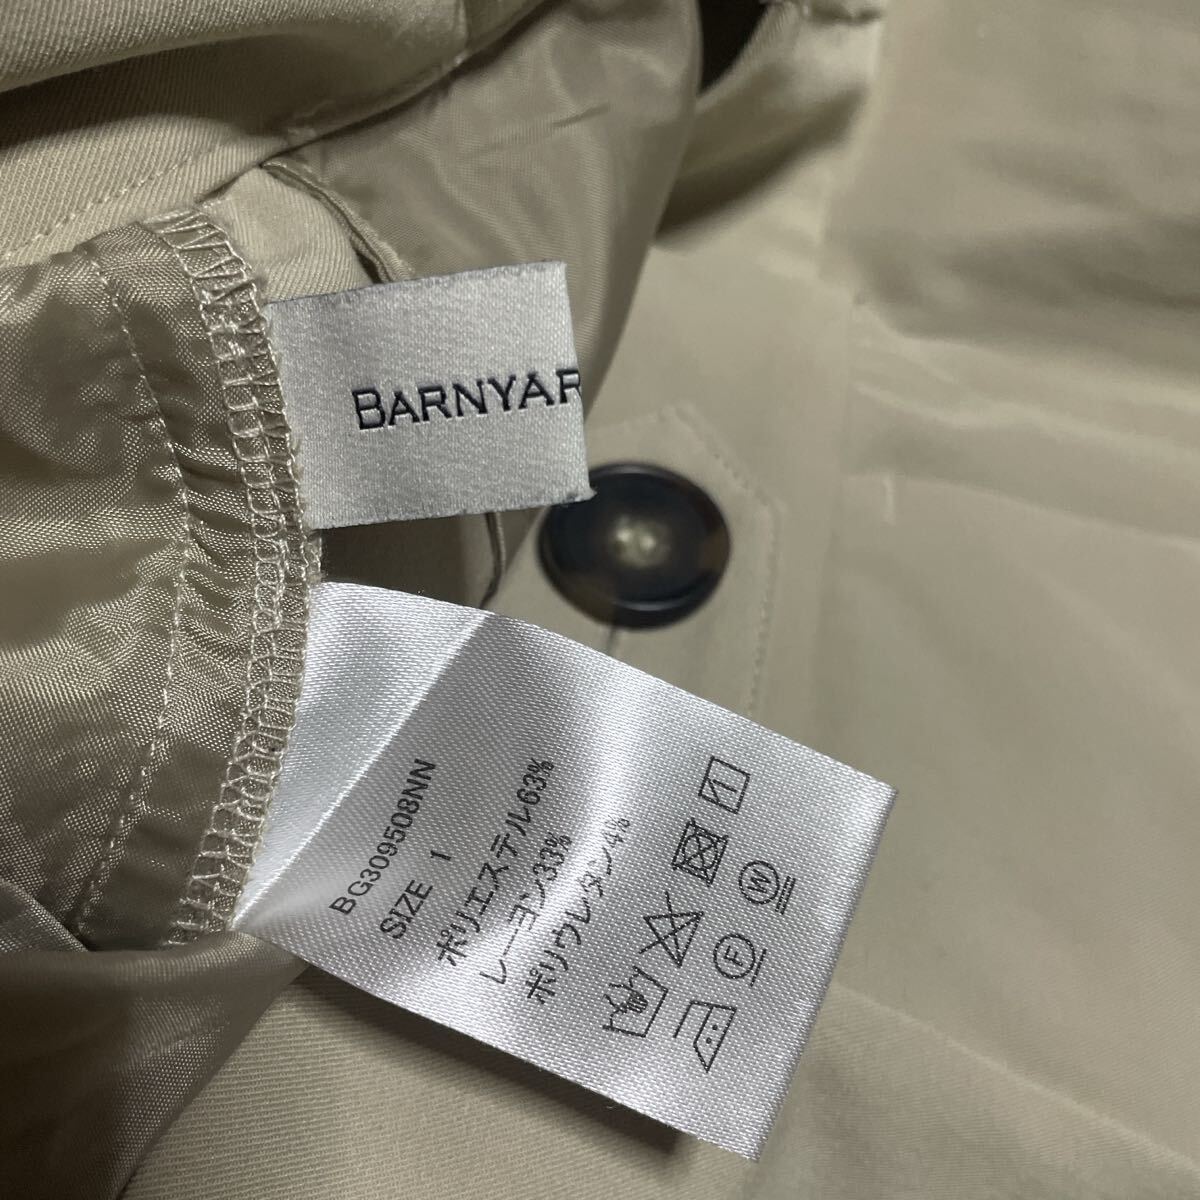 BARNYAR
BG309508NN
SIZE 1
ポリエステル63%
レーヨン33%
ポリウレタン4%
W
F